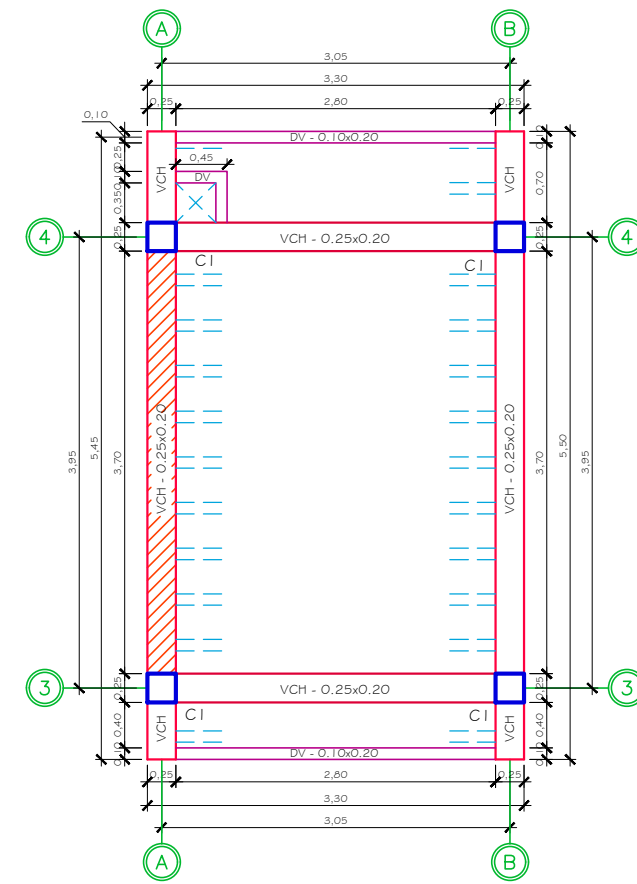 A B
3,05
3,30
0,25 2,80 0,25
0,10
DV - 0.10x0.20
0,45
DV
VCH VCH
0,25
0,10
0,35
0,25
0,10
0,70
0,25
4 4
VCH - 0.25x0.20
C1 C1
3,95
5,45
3,70
VCH - 0.25x0.20
VCH - 0.25x0.20
3,70
5,50
3,95
3 3
VCH - 0.25x0.20
C1 C1
0,25
0,40
0,10
VCH VCH
0,25
0,40
0,10
DV - 0.10x0.20
0,25 2,80 0,25
3,30
3,05
A B